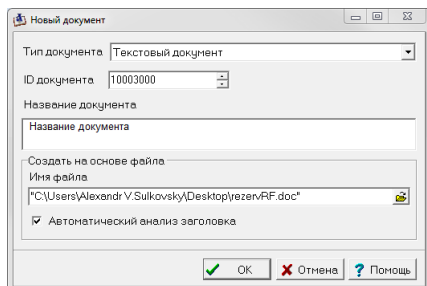 Новый документ
Тип документа Текстовый документ
ID документа 10003000
Название документа
Название документа
Создать на основе файла
Имя файла
"C:\Users\Alexandr V.Sulkovsky\Desktop\rezervRF.doc"
Автоматический анализ заголовка
OK Отмена ? Помощь